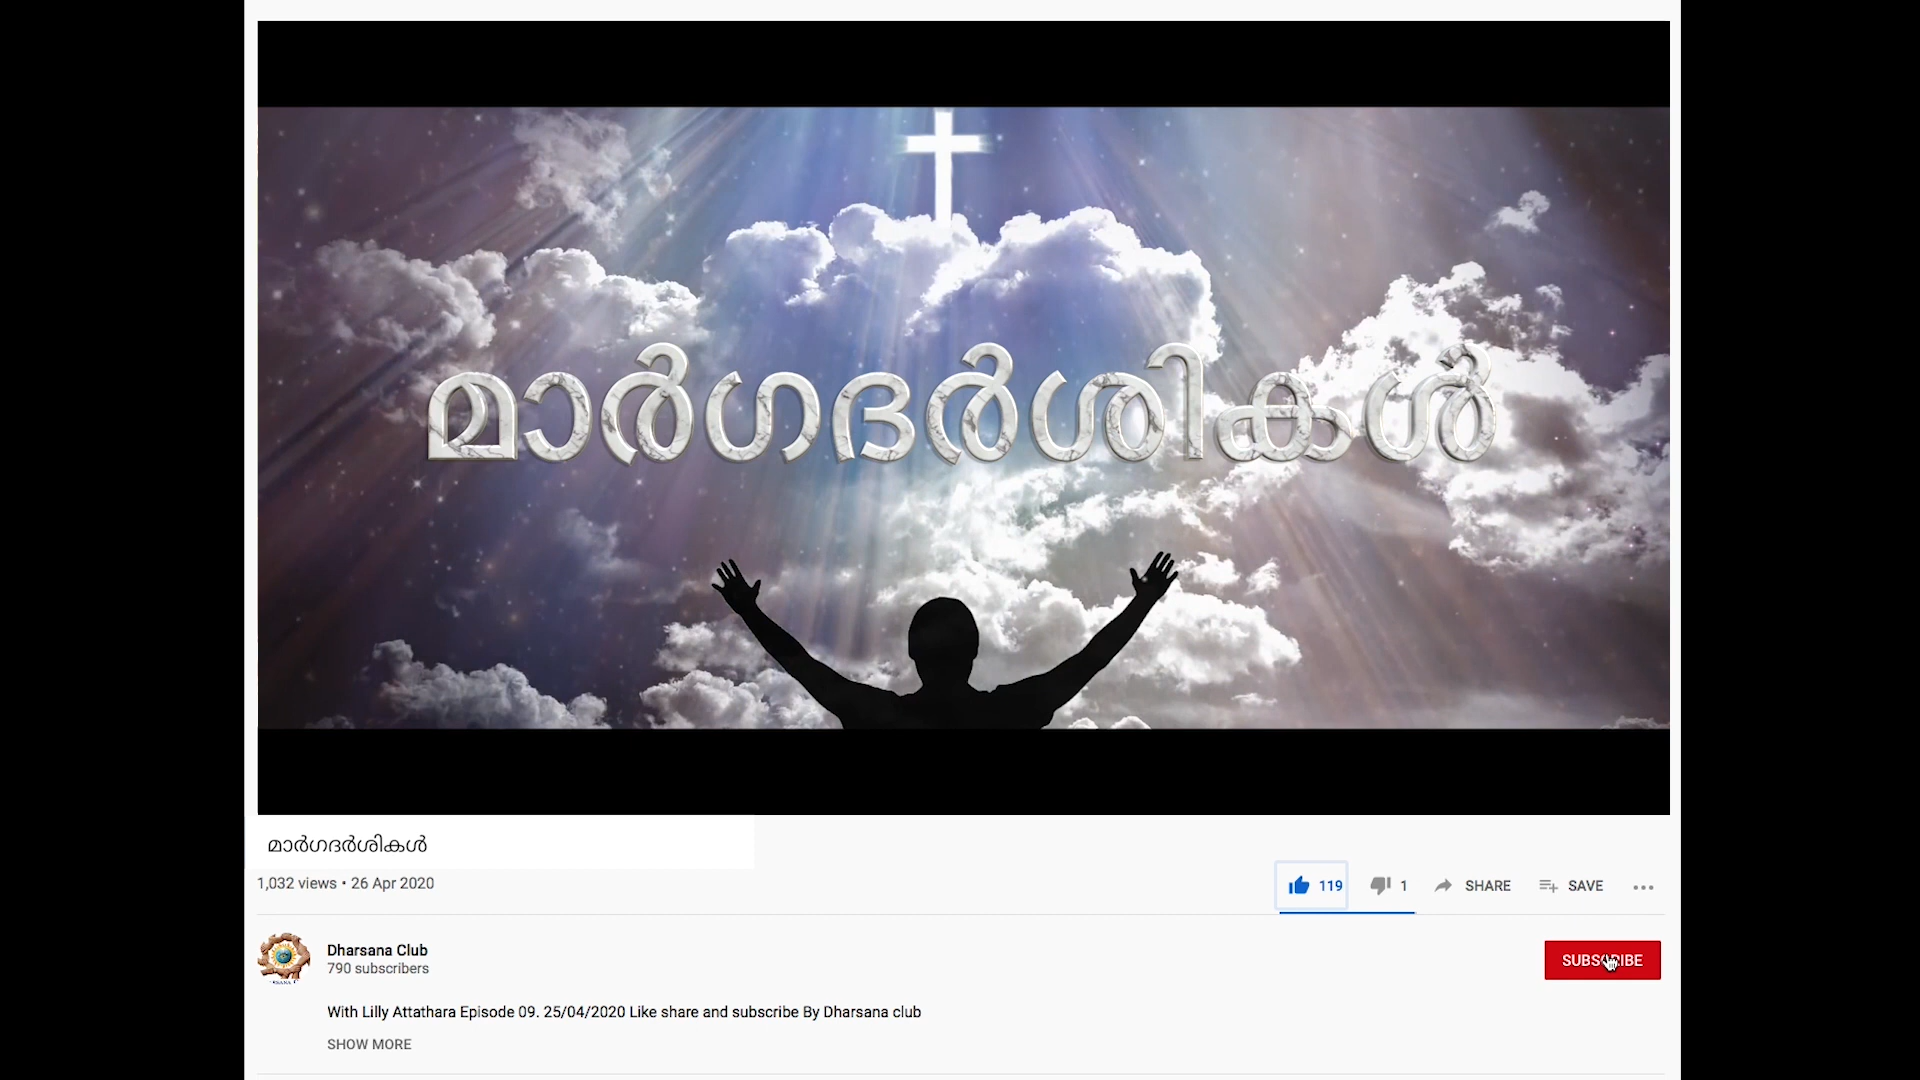 മാർഗദർശികൾ
മാർഗദർശികൾ
1,032 views • 26 Apr 2020
119 1 SHARE SAVE
Dharsana Club
790 subscribers
SUBSCRIBE
With Lilly Attathara Episode 09. 25/04/2020 Like share and subscribe By Dharsana club
SHOW MORE